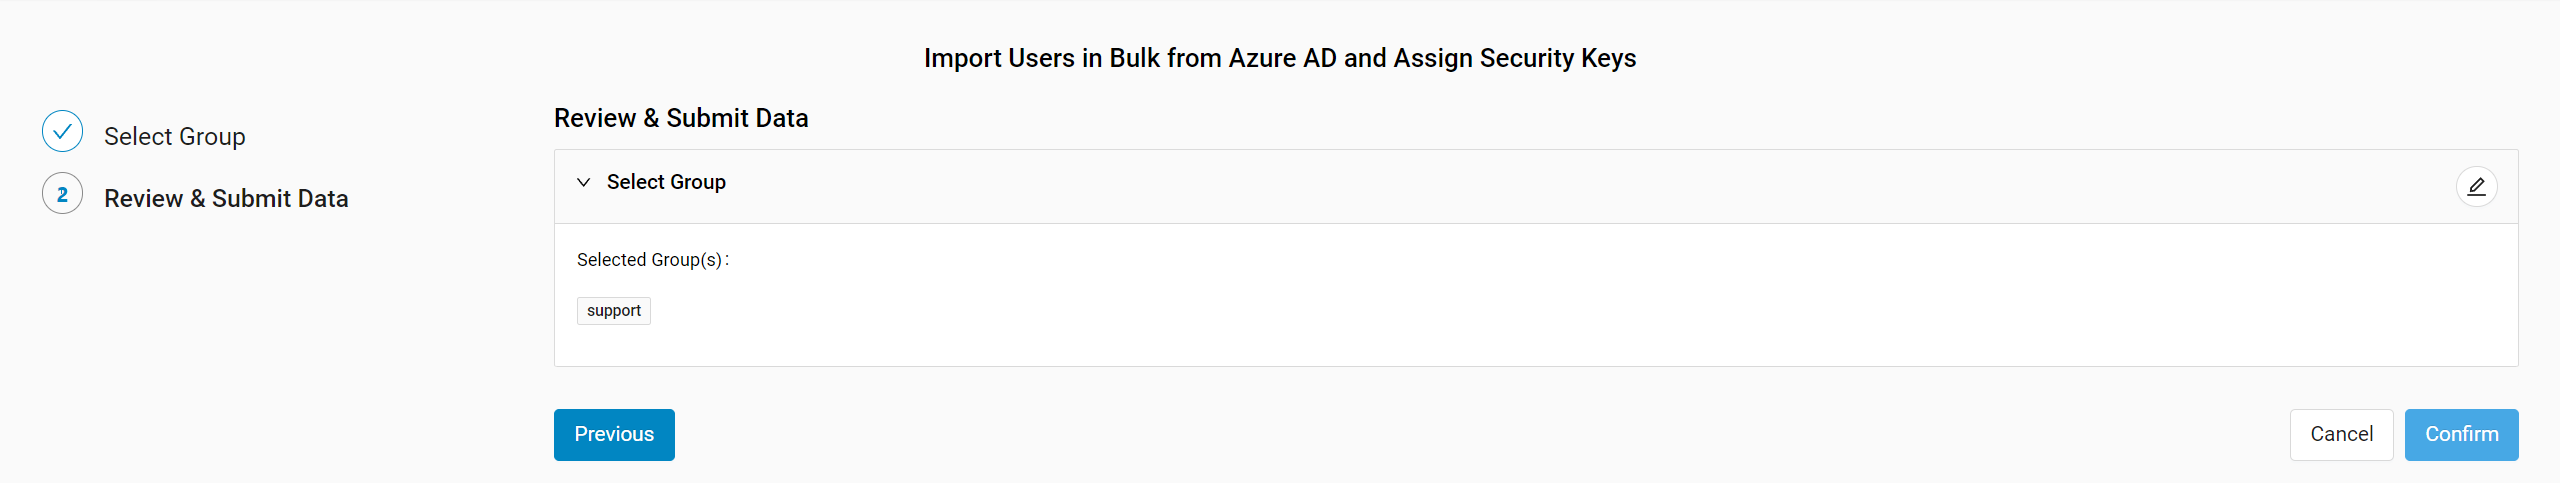 Import Users in Bulk from Azure AD and Assign Security Keys
Select Group
2 Review & Submit Data
Review & Submit Data
Select Group
Selected Group(s):
support
Previous
Cancel
Confirm